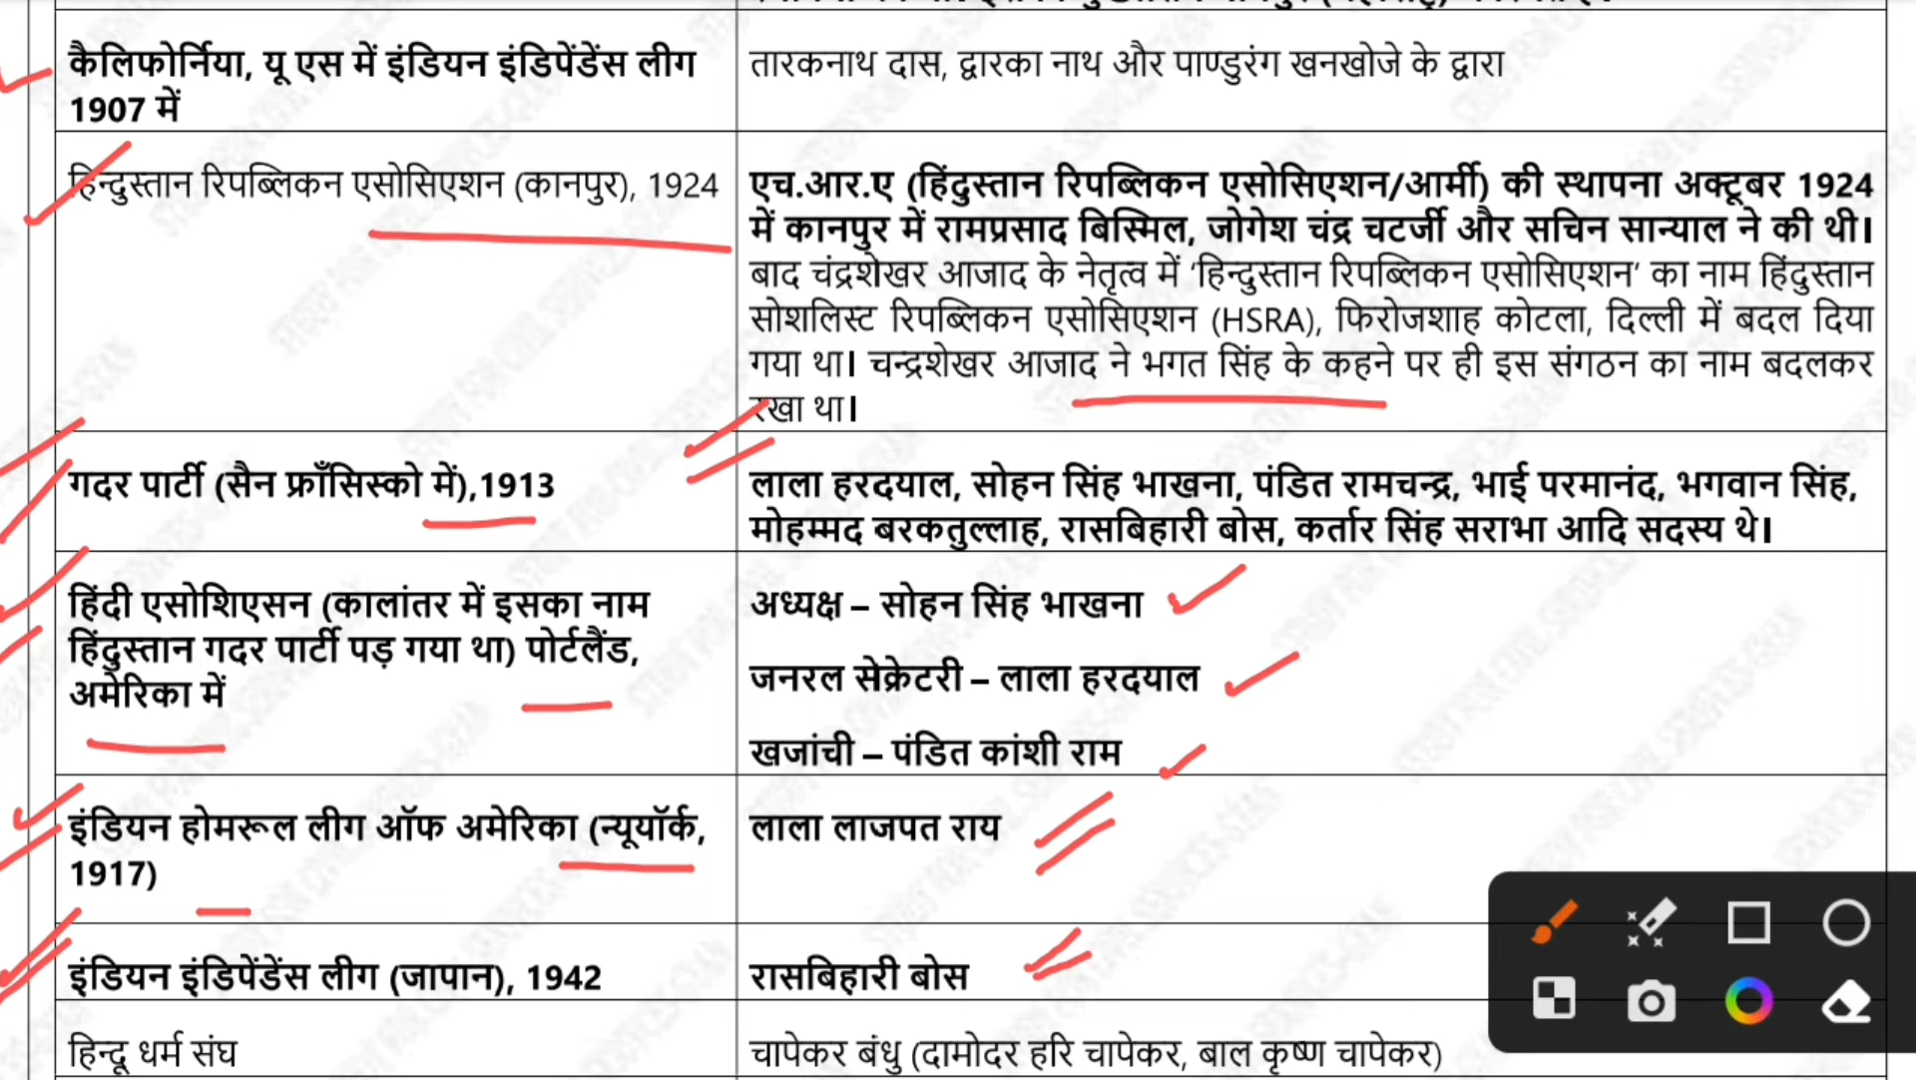 कैलिफोर्निया, यू एस में इंडियन इंडिपेंडेंस लीग
1907 में
तारकनाथ दास, द्वारका नाथ और पाण्डुरंग खनखोजे के द्वारा
हिन्दुस्तान रिपब्लिकन एसोसिएशन (कानपुर), 1924
एच.आर.ए (हिंदुस्तान रिपब्लिकन एसोसिएशन/आर्मी) की स्थापना अक्टूबर 1924
में कानपुर में रामप्रसाद बिस्मिल, जोगेश चंद्र चटर्जी और सचिन सान्याल ने की थी।
बाद चंद्रशेखर आजाद के नेतृत्व में 'हिन्दुस्तान रिपब्लिकन एसोसिएशन' का नाम हिंदुस्तान
सोशलिस्ट रिपब्लिकन एसोसिएशन (HSRA), फिरोजशाह कोटला, दिल्ली में बदल दिया
गया था। चन्द्रशेखर आजाद ने भगत सिंह के कहने पर ही इस संगठन का नाम बदलकर
रखा था।
गदर पार्टी (सैन फ्राँसिस्को में),1913
लाला हरदयाल, सोहन सिंह भाखना, पंडित रामचन्द्र, भाई परमानंद, भगवान सिंह,
मोहम्मद बरकतुल्लाह, रासबिहारी बोस, कर्तार सिंह सराभा आदि सदस्य थे।
हिंदी एसोशिएसन (कालांतर में इसका नाम
हिंदुस्तान गदर पार्टी पड़ गया था) पोर्टलैंड,
अमेरिका में
अध्यक्ष – सोहन सिंह भाखना
जनरल सेक्रेटरी – लाला हरदयाल
खजांची – पंडित कांशी राम
इंडियन होमरूल लीग ऑफ अमेरिका (न्यूयॉर्क,
1917)
लाला लाजपत राय
इंडियन इंडिपेंडेंस लीग (जापान), 1942
रासबिहारी बोस
हिन्दू धर्म संघ
चापेकर बंधु (दामोदर हरि चापेकर, बाल कृष्ण चापेकर)